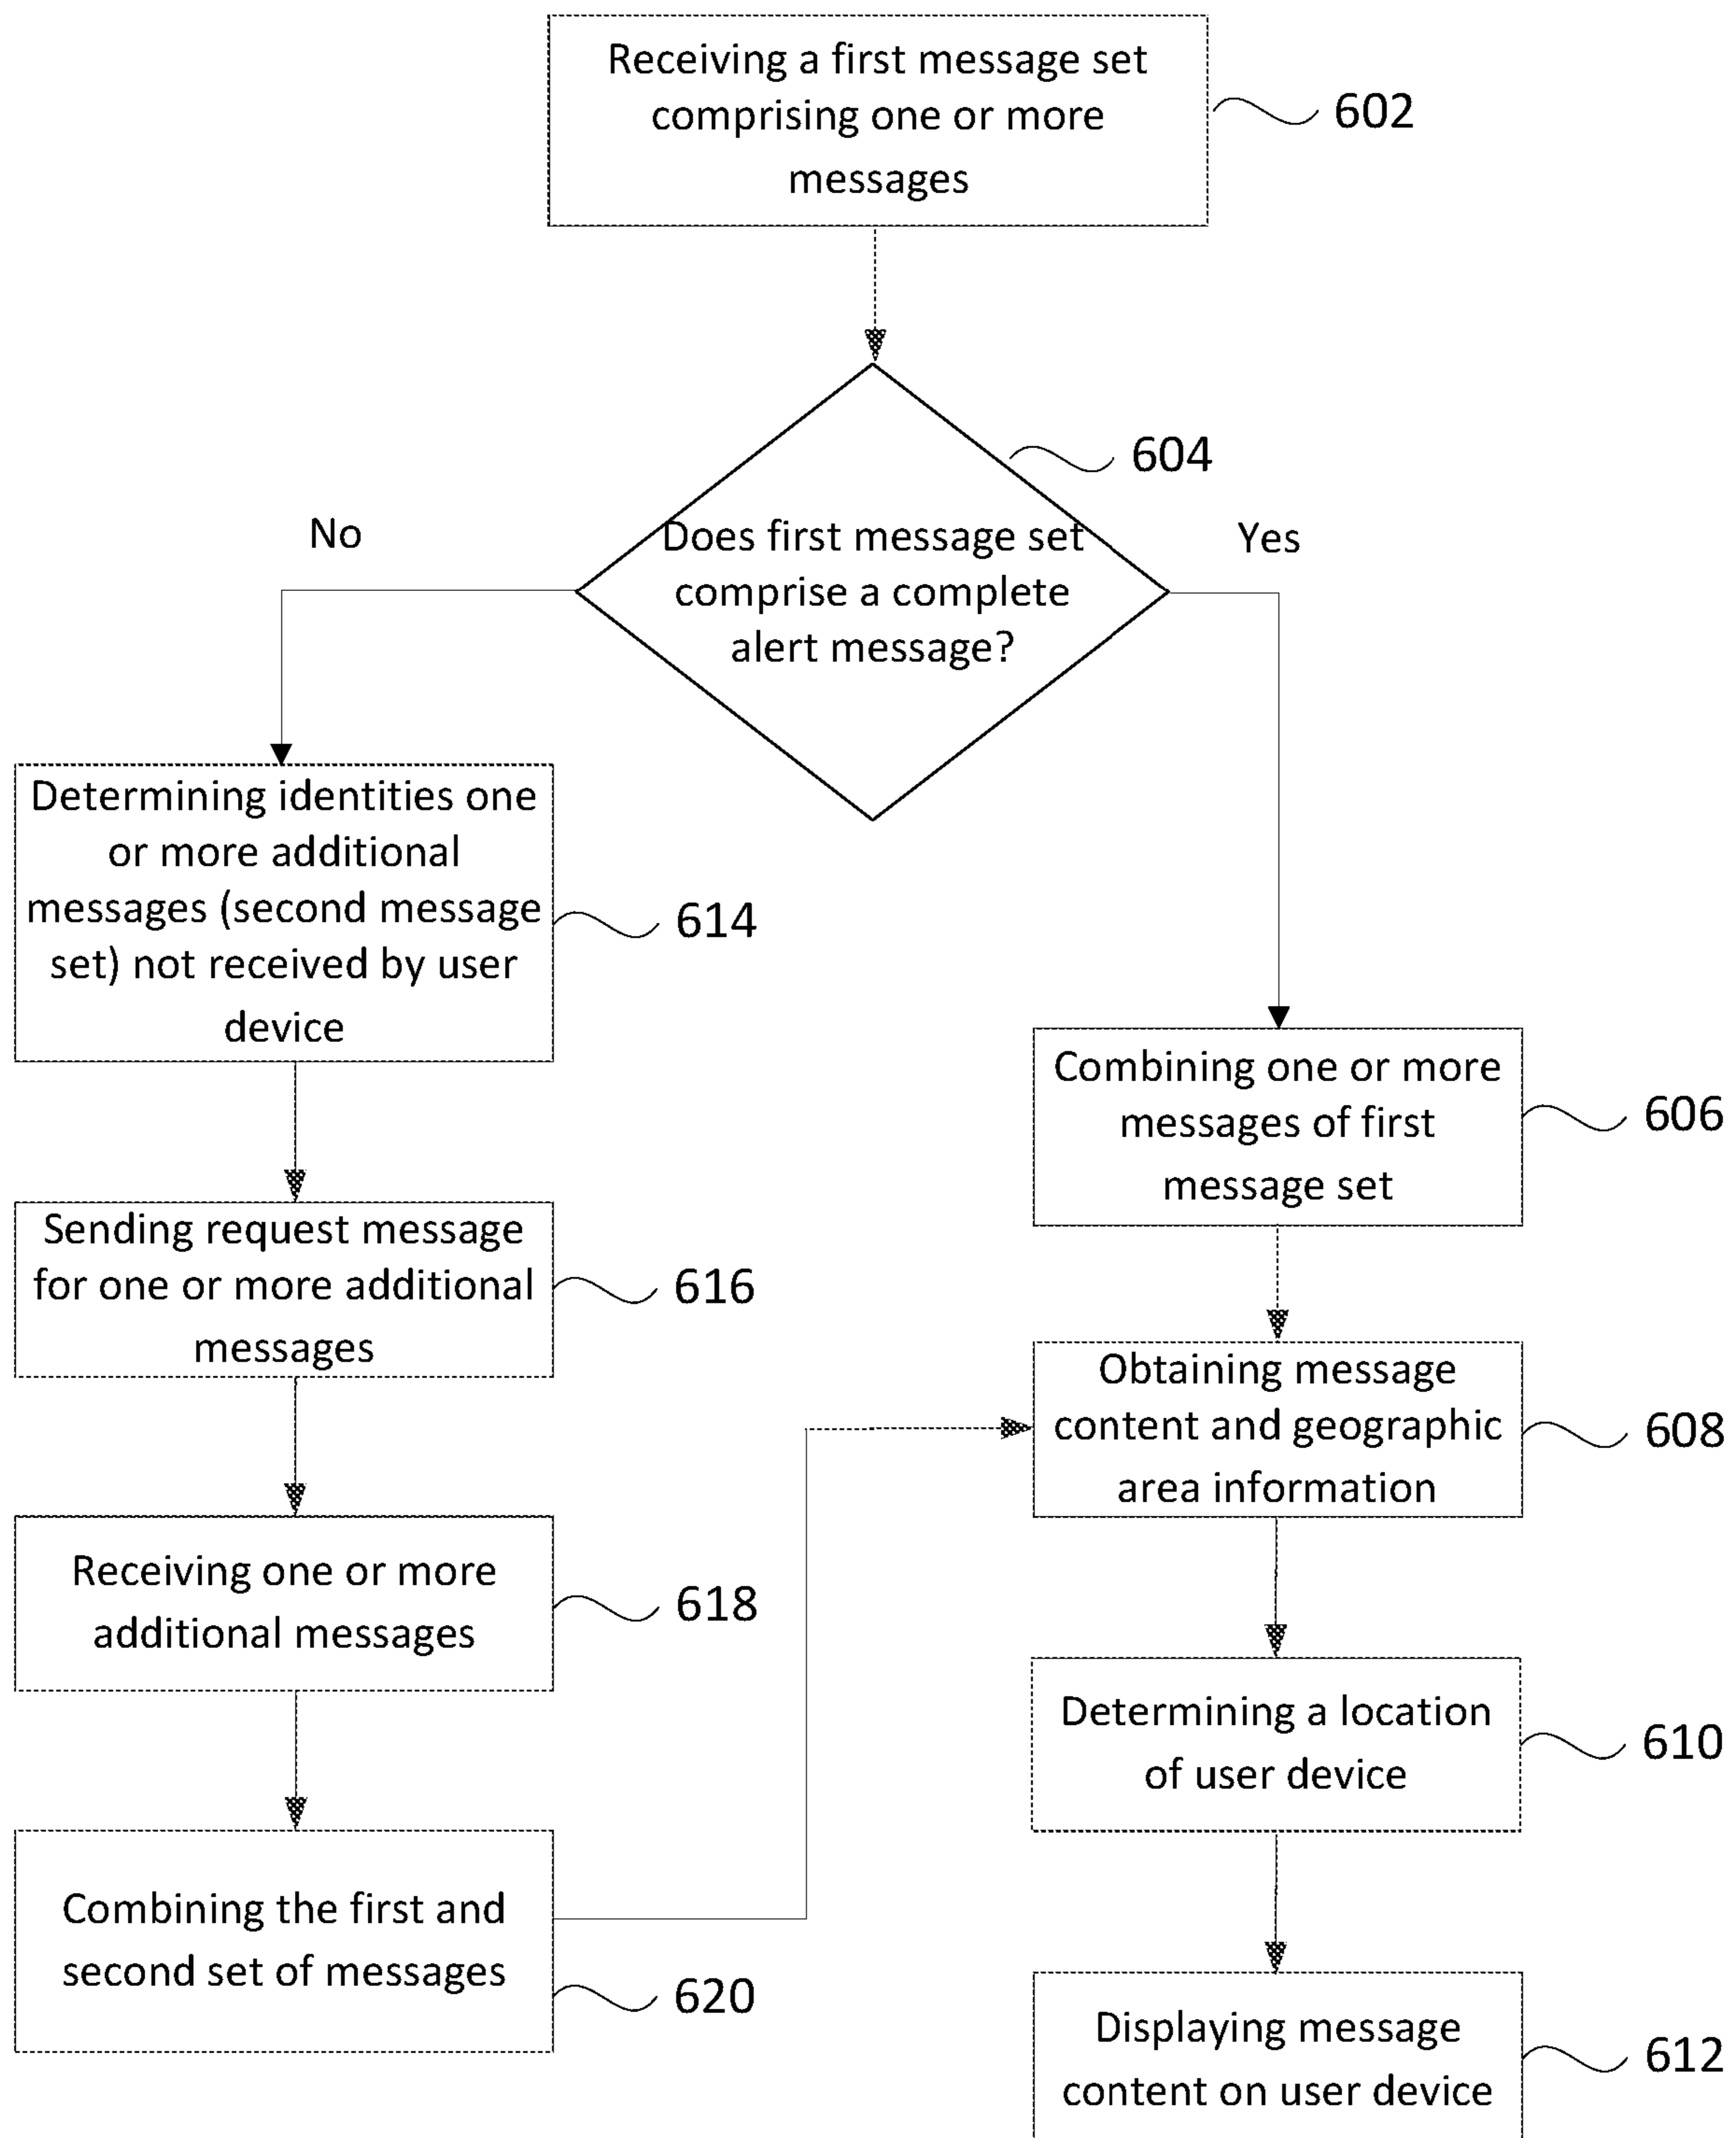 Receiving a first message set
comprising one or more
messages
602
604
No
Yes
Does first message set
comprise a complete
alert message?
Determining identities one
or more additional
messages (second message
set) not received by user
device
614
Combining one or more
messages of first
message set
606
Sending request message
for one or more additional
messages
616
Obtaining message
content and geographic
area information
608
Receiving one or more
additional messages
618
Determining a location
of user device
610
Combining the first and
second set of messages
620
Displaying message
content on user device
612